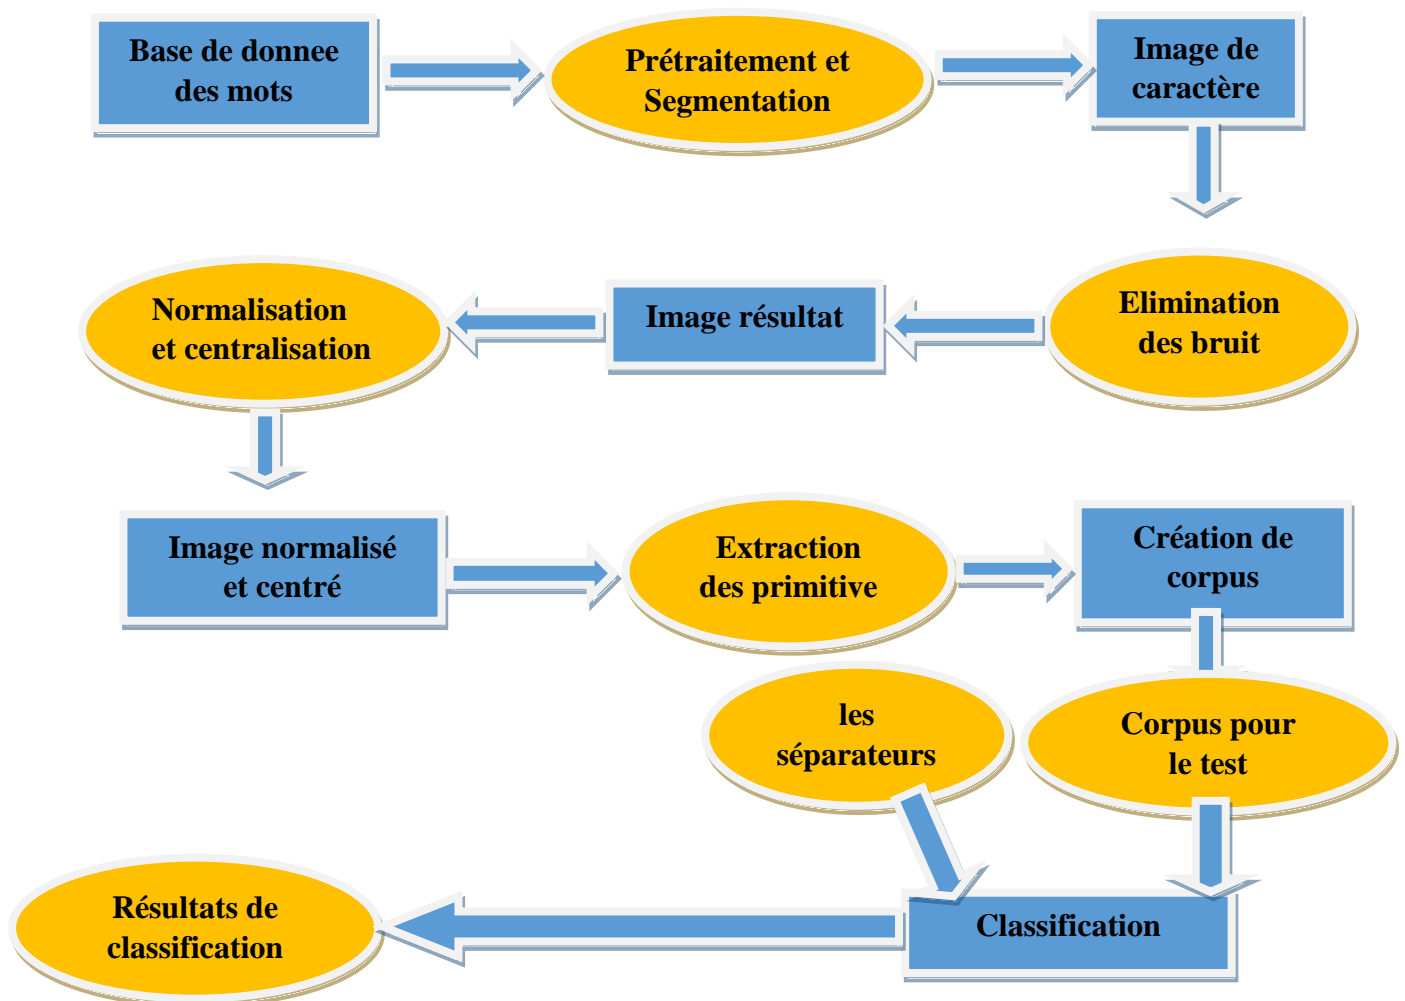 Base de donnee
des mots
Prétraitement et
Segmentation
Image de
caractère
Normalisation
et centralisation
Image résultat
Elimination
des bruit
Image normalisé
et centré
Extraction
des primitive
Création de
corpus
les
séparateurs
Corpus pour
le test
Résultats de
classification
Classification